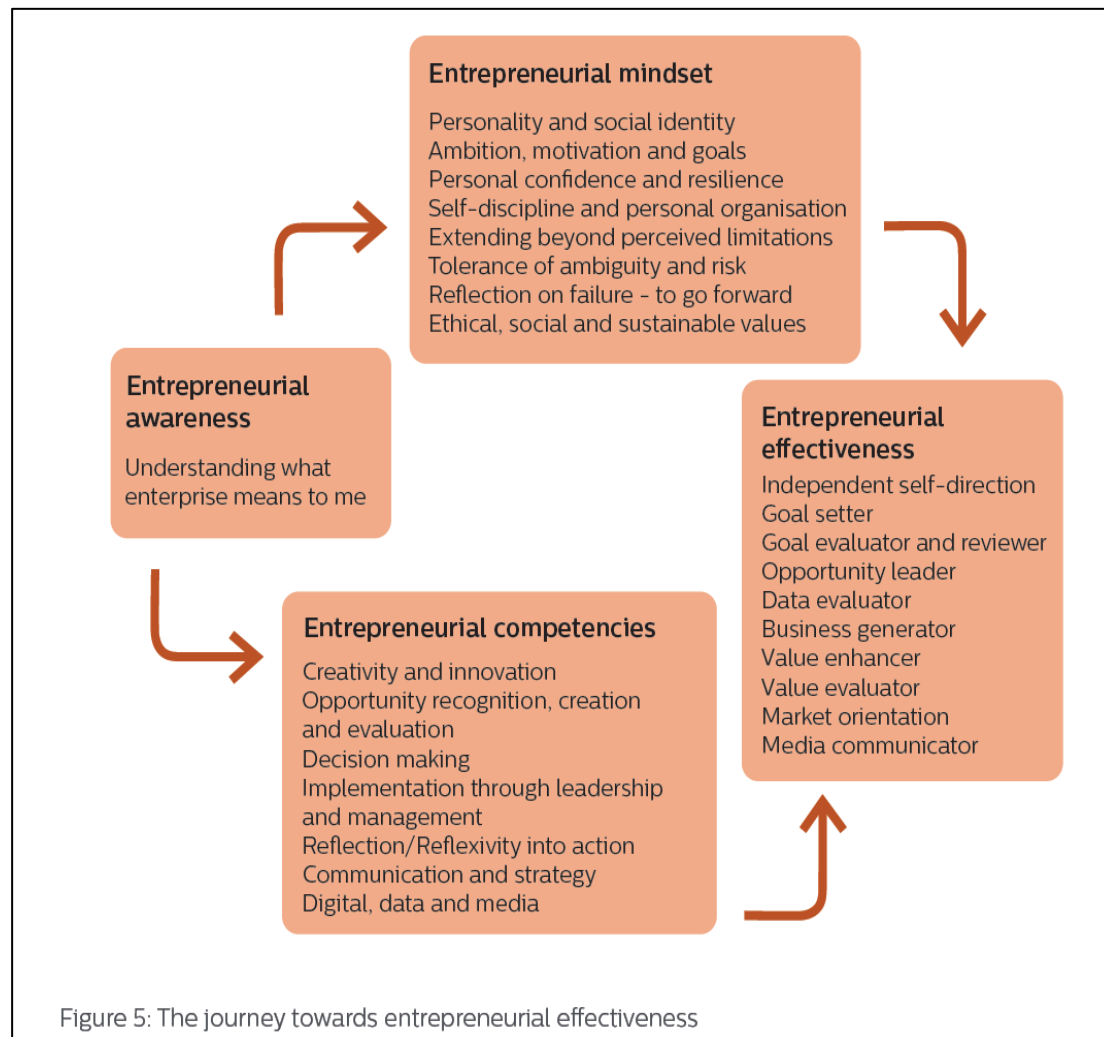 Entrepreneurial mindset
Personality and social identity
Ambition, motivation and goals
Personal confidence and resilience
Self-discipline and personal organisation
Extending beyond perceived limitations
Tolerance of ambiguity and risk
Reflection on failure - to go forward
Ethical, social and sustainable values
Entrepreneurial
awareness
Understanding what
enterprise means to me
Entrepreneurial competencies
Creativity and innovation
Opportunity recognition, creation
and evaluation
Decision making
Implementation through leadership
and management
Reflection/Reflexivity into action
Communication and strategy
Digital, data and media
Entrepreneurial
effectiveness
Independent self-direction
Goal setter
Goal evaluator and reviewer
Opportunity leader
Data evaluator
Business generator
Value enhancer
Value evaluator
Market orientation
Media communicator
Figure 5: The journey towards entrepreneurial effectiveness